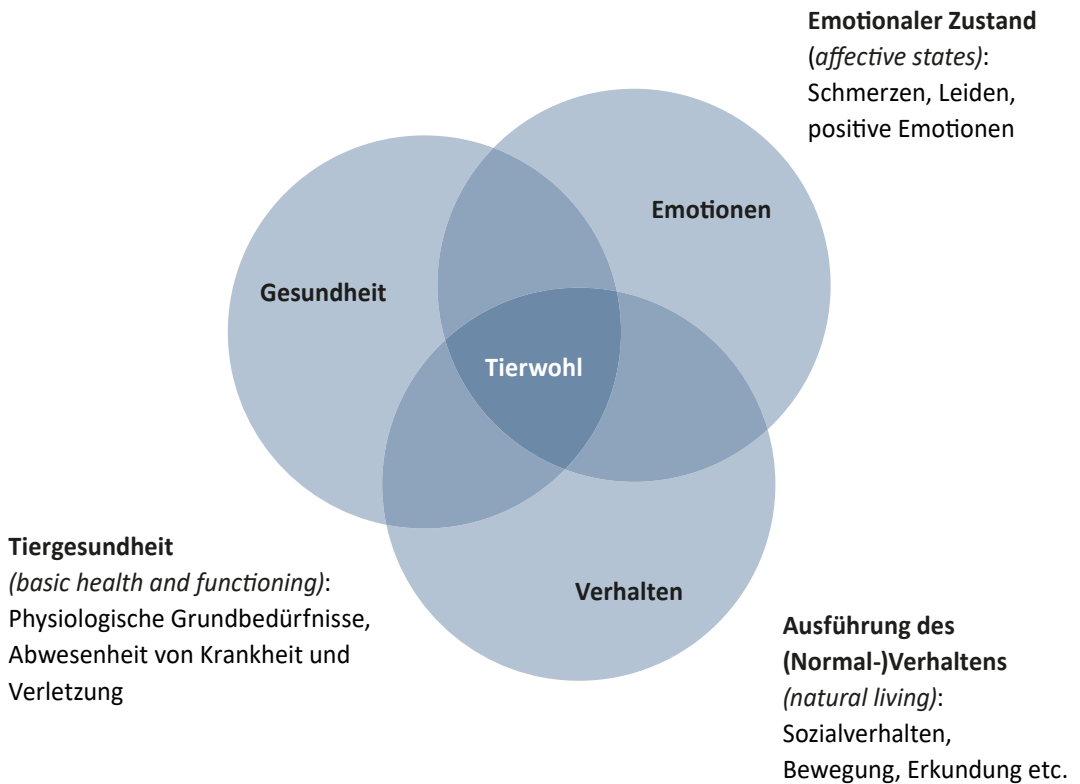 Emotionaler Zustand
(affective states):
Schmerzen, Leiden,
positive Emotionen
Emotionen
Gesundheit
Tierwohl
Tiergesundheit
(basic health and functioning):
Physiologische Grundbedürfnisse,
Abwesenheit von Krankheit und
Verletzung
Verhalten
Ausführung des
(Normal-)Verhaltens
(natural living):
Sozialverhalten,
Bewegung, Erkundung etc.